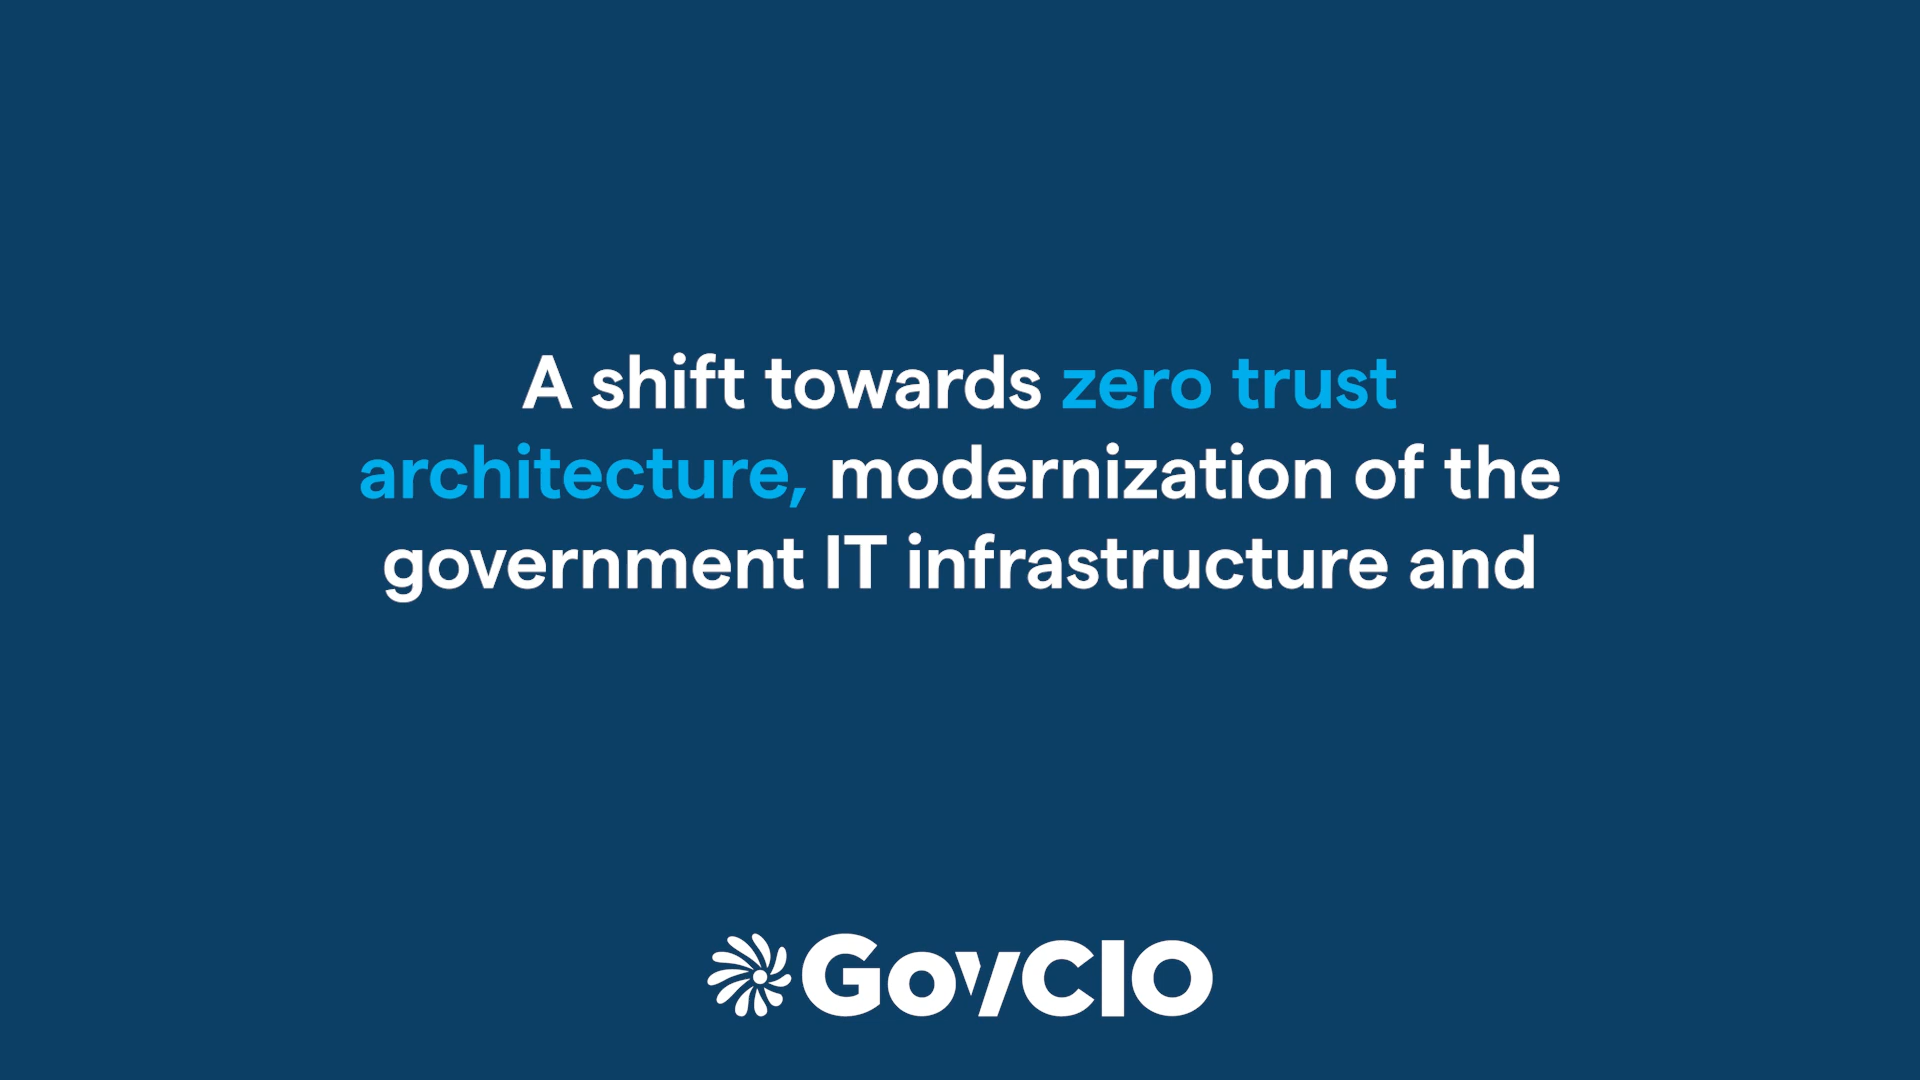 A shift towards zero trust
architecture, modernization of the
government IT infrastructure and
GovCIO